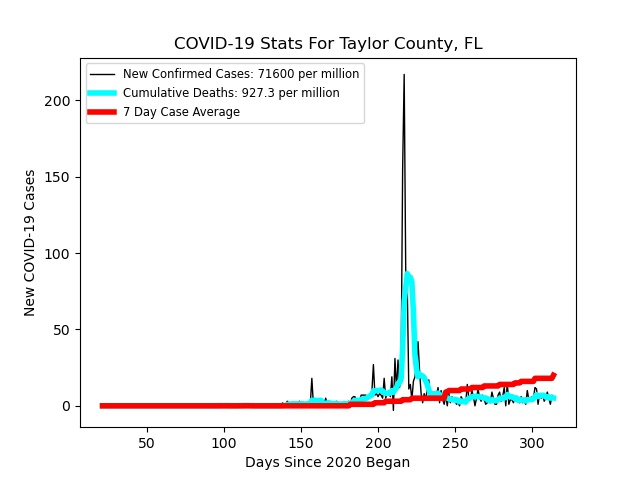 COVID-19 Stats For Taylor County, FL
New Confirmed Cases: 71600 per million
Cumulative Deaths: 927.3 per million
7 Day Case Average
New COVID-19 Cases
200
150
100
50
0
50 100 150 200 250 300
Days Since 2020 Began